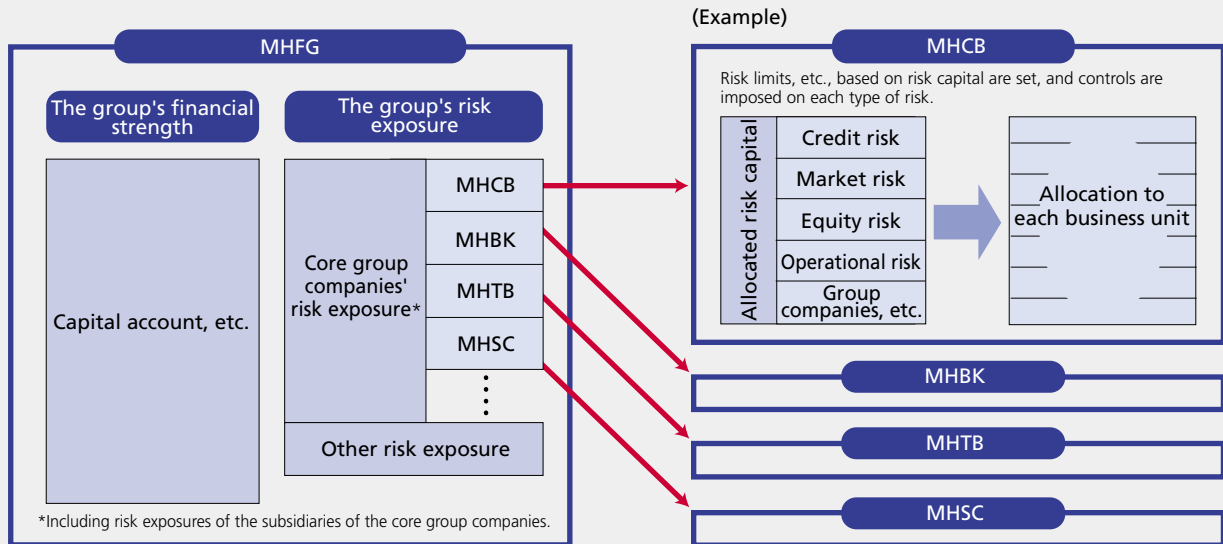 MHFG
The group's financial
strength
The group's risk
exposure
Capital account, etc.
Core group
companies'
risk exposure*
MHCB
MHBK
MHTB
MHSC
Other risk exposure
*Including risk exposures of the subsidiaries of the core group companies.
(Example)
MHCB
Risk limits, etc., based on risk capital are set, and controls are
imposed on each type of risk.
Allocated risk capital
Credit risk
Market risk
Equity risk
Operational risk
Group
companies, etc.
Allocation to
each business unit
MHBK
MHTB
MHSC